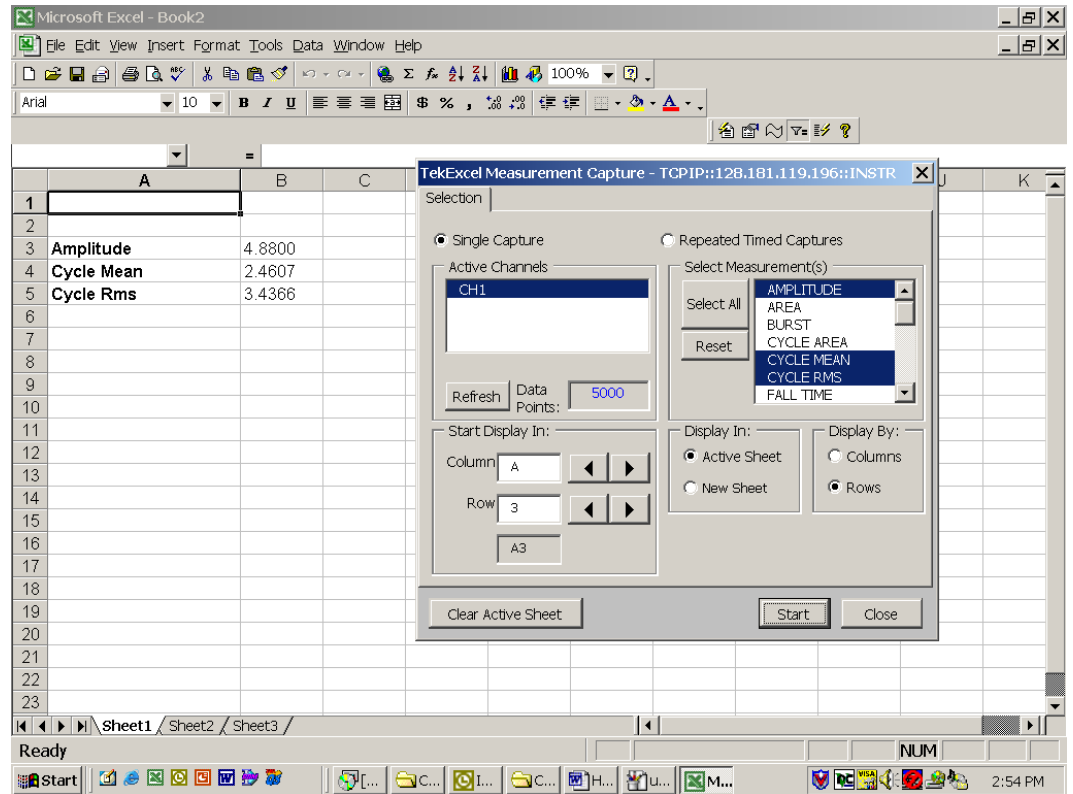 Microsoft Excel - Book2
File Edit View Insert Format Tools Data Window Help
100%
Arial 10 B I U $ % ,
=
A B C J K
1
2
3 Amplitude 4.8800
4 Cycle Mean 2.4607
5 Cycle Rms 3.4366
6
7
8
9
10
11
12
13
14
15
16
17
18
19
20
21
22
23
TekExcel Measurement Capture - TCPIP::128.181.119.196::INSTR
Selection
Single Capture
Repeated Timed Captures
Active Channels
CH1
Refresh
Data Points:
5000
Select Measurement(s)
Select All
Reset
AMPLITUDE
AREA
BURST
CYCLE AREA
CYCLE MEAN
CYCLE RMS
FALL TIME
Start Display In:
Column A
Row 3
A3
Display In:
Active Sheet
New Sheet
Display By:
Columns
Rows
Clear Active Sheet
Start
Close
Sheet1 Sheet2 Sheet3
Ready
NUM
Start [... C... I... C... H... u... M... 2:54 PM